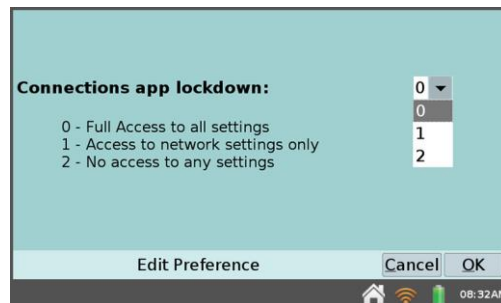 Connections app lockdown: 0
0
1
2
0 - Full Access to all settings
1 - Access to network settings only
2 - No access to any settings
Edit Preference Cancel OK
08:32AM